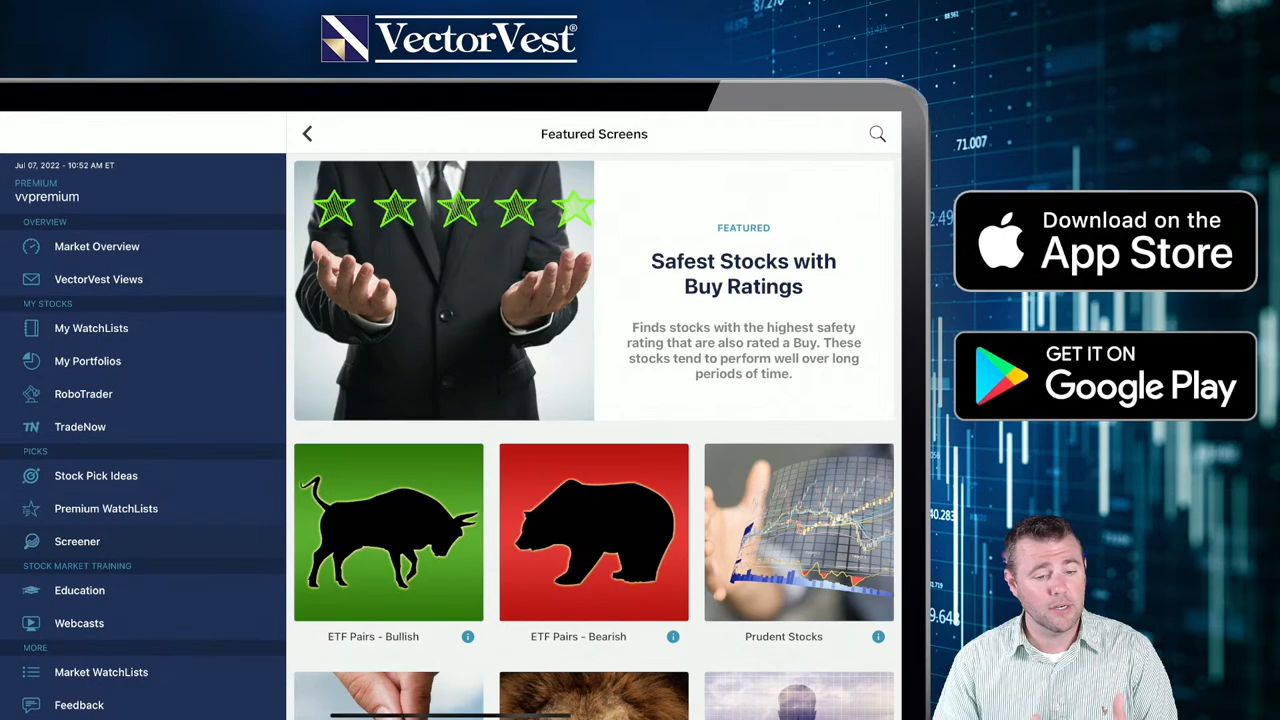 VectorVest®
Jul 07, 2022 - 10:52 AM ET
PREMIUM
vvpremium
OVERVIEW
Market Overview
VectorVest Views
MY STOCKS
My WatchLists
My Portfolios
RoboTrader
TN TradeNow
PICKS
Stock Pick Ideas
Premium WatchLists
Screener
STOCK MARKET TRAINING
Education
Webcasts
MORE
Market WatchLists
Feedback
Featured Screens
FEATURED
Safest Stocks with
Buy Ratings
Finds stocks with the highest safety
rating that are also rated a Buy. These
stocks tend to perform well over long
periods of time.
ETF Pairs - Bullish
ETF Pairs - Bearish
Prudent Stocks
Download on the
App Store
GET IT ON
Google Play
71.007
40.283